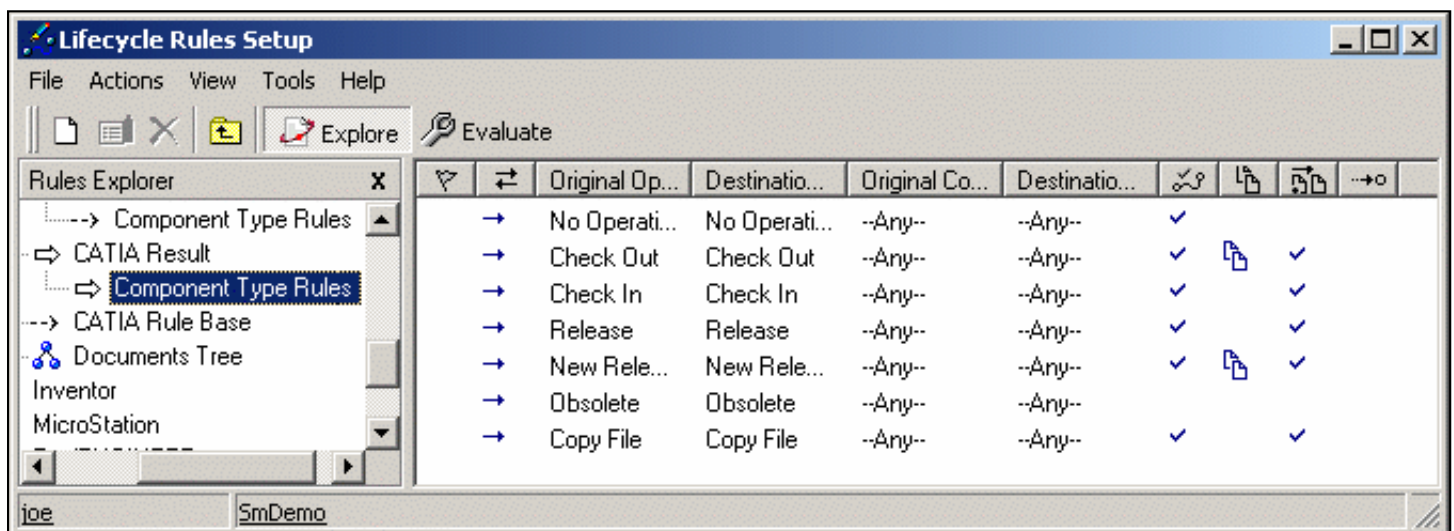 Lifecycle Rules Setup
File Actions View Tools Help
Explore Evaluate
Rules Explorer x
Original Op... Destinatio... Original Co... Destinatio...
Component Type Rules
CATIA Result
Component Type Rules
CATIA Rule Base
Documents Tree
Inventor
MicroStation
No Operati... No Operati... --Any-- --Any--
Check Out Check Out --Any-- --Any--
Check In Check In --Any-- --Any--
Release Release --Any-- --Any--
New Rele... New Rele... --Any-- --Any--
Obsolete Obsolete --Any-- --Any--
Copy File Copy File --Any-- --Any--
joe SmDemo